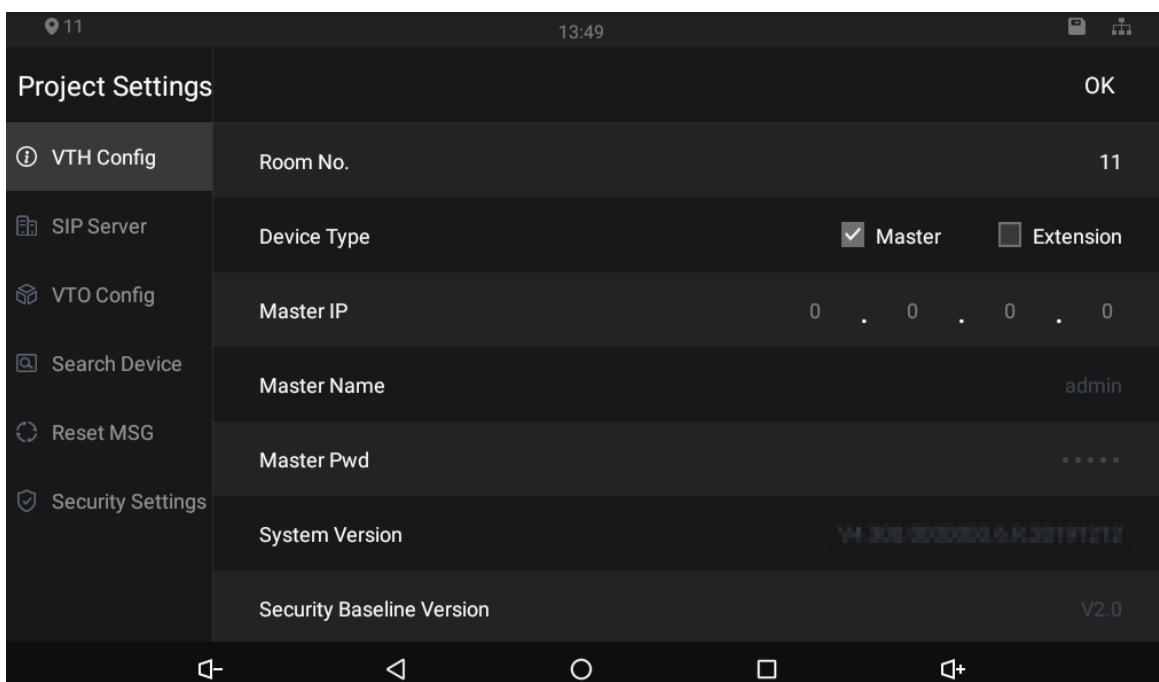 11
13:49
Project Settings
OK
VTH Config
Room No.
11
SIP Server
Device Type
Master
Extension
VTO Config
Master IP
0 . 0 . 0 . 0
Search Device
Master Name
admin
Reset MSG
Master Pwd
•••••
Security Settings
System Version
Security Baseline Version
V2.0